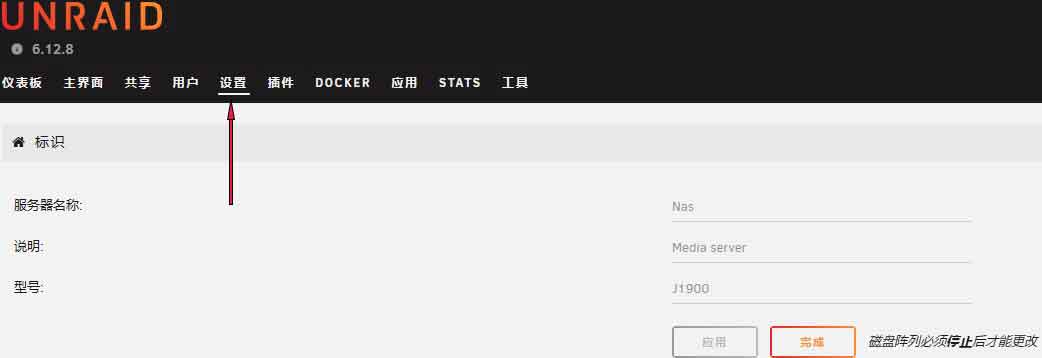 UNRAID
6.12.8
仪表板 主界面 共享 用户 设置 插件 DOCKER 应用 STATS 工具
标识
服务器名称: Nas
说明: Media server
型号: J1900
应用 完成 磁盘阵列必须停止后才能更改